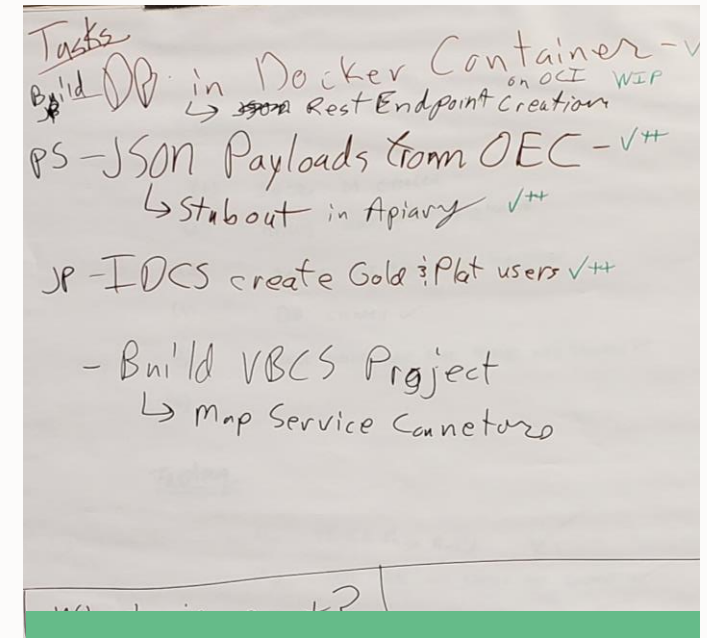 Tasks
Build DB in Docker Container - √
on OCI WIP
↳ Rest Endpoint Creation
PS - JSON Payloads from OEC - √++
↳ Stubout in Apiary √++
JP - IDCS create Gold & Plat users √++
- Build VBCS Project
↳ Map Service Connetors